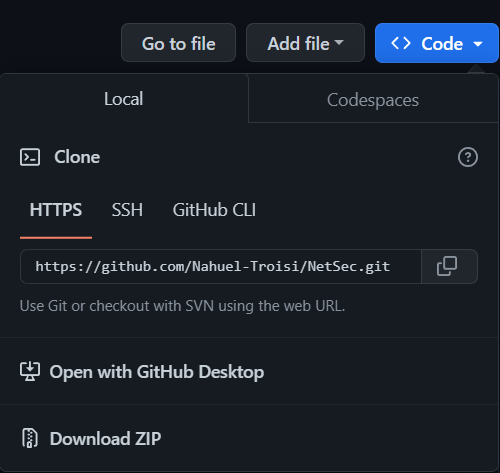 Go to file Add file Code
Local Codespaces
Clone
HTTPS SSH GitHub CLI
https://github.com/Nahuel-Troisi/NetSec.git
Use Git or checkout with SVN using the web URL.
Open with GitHub Desktop
Download ZIP